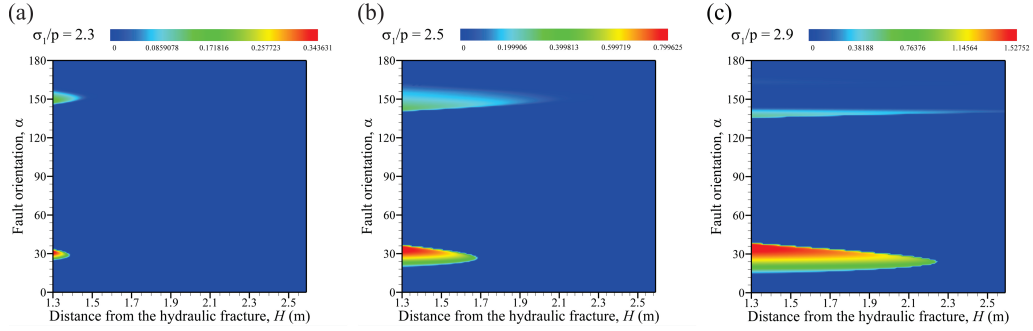 (a)
σ1/p = 2.3
0 0.0859078 0.171816 0.257723 0.343631
180
150
120
90
60
30
0
Fault orientation, α
1.3 1.5 1.7 1.9 2.1 2.3 2.5
Distance from the hydraulic fracture, H (m)
(b)
σ1/p = 2.5
0 0.199906 0.399813 0.599719 0.799625
180
150
120
90
60
30
0
Fault orientation, α
1.3 1.5 1.7 1.9 2.1 2.3 2.5
Distance from the hydraulic fracture, H (m)
(c)
σ1/p = 2.9
0 0.38188 0.76376 1.14564 1.52752
180
150
120
90
60
30
0
Fault orientation, α
1.3 1.5 1.7 1.9 2.1 2.3 2.5
Distance from the hydraulic fracture, H (m)